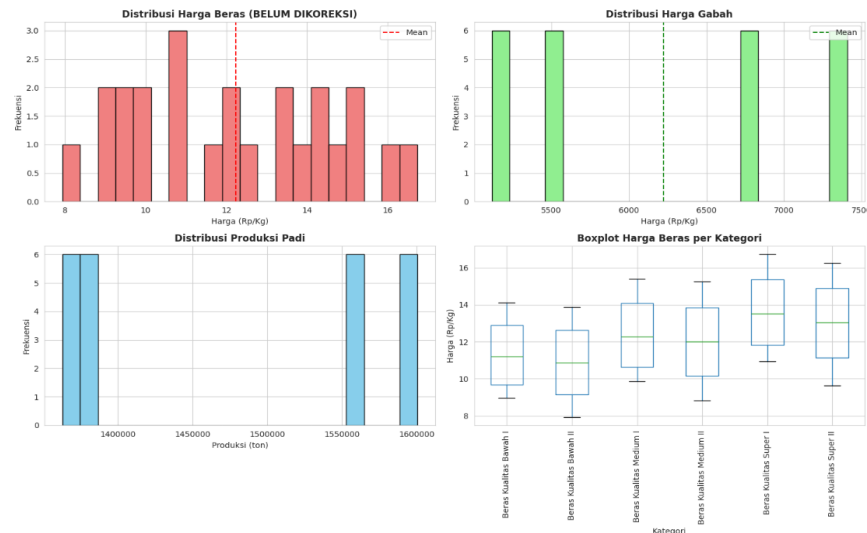 Distribusi Harga Beras (BELUM DIKOREKSI)
Mean
Frekuensi
3.0
2.5
2.0
1.5
1.0
0.5
0.0
8 10 12 14 16
Harga (Rp/Kg)
Distribusi Harga Gabah
Mean
Frekuensi
6
5
4
3
2
1
0
5500 6000 6500 7000
Harga (Rp/Kg)
Distribusi Produksi Padi
Frekuensi
6
5
4
3
2
1
0
1400000 1450000 1500000 1550000 1600000
Produksi (ton)
Boxplot Harga Beras per Kategori
Harga (Rp/Kg)
16
14
12
10
8
Beras Kualitas Bawah I
Beras Kualitas Bawah II
Beras Kualitas Medium I
Beras Kualitas Medium II
Beras Kualitas Super I
Beras Kualitas Super II
Kategori